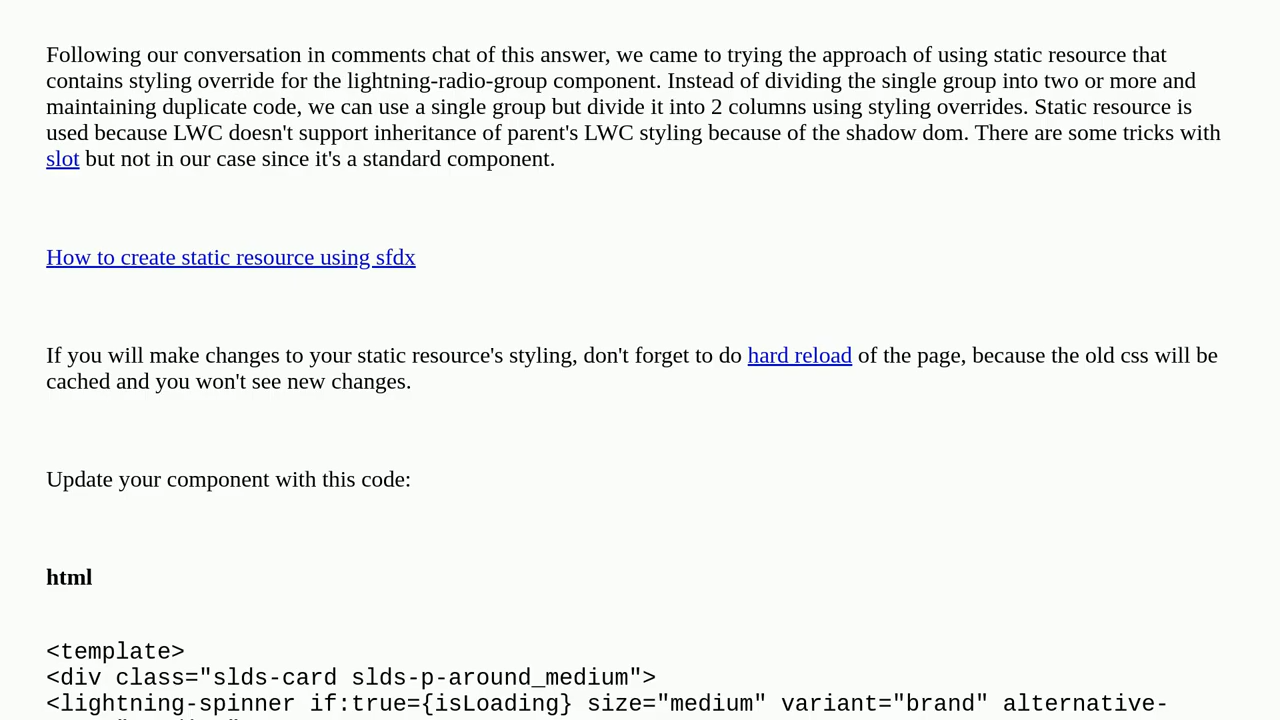 Following our conversation in comments chat of this answer, we came to trying the approach of using static resource that
contains styling override for the lightning-radio-group component. Instead of dividing the single group into two or more and
maintaining duplicate code, we can use a single group but divide it into 2 columns using styling overrides. Static resource is
used because LWC doesn't support inheritance of parent's LWC styling because of the shadow dom. There are some tricks with
slot but not in our case since it's a standard component.
How to create static resource using sfdx
If you will make changes to your static resource's styling, don't forget to do hard reload of the page, because the old css will be
cached and you won't see new changes.
Update your component with this code:
html
<template>
<div class="slds-card slds-p-around_medium">
<lightning-spinner if:true={isLoading} size="medium" variant="brand" alternative-